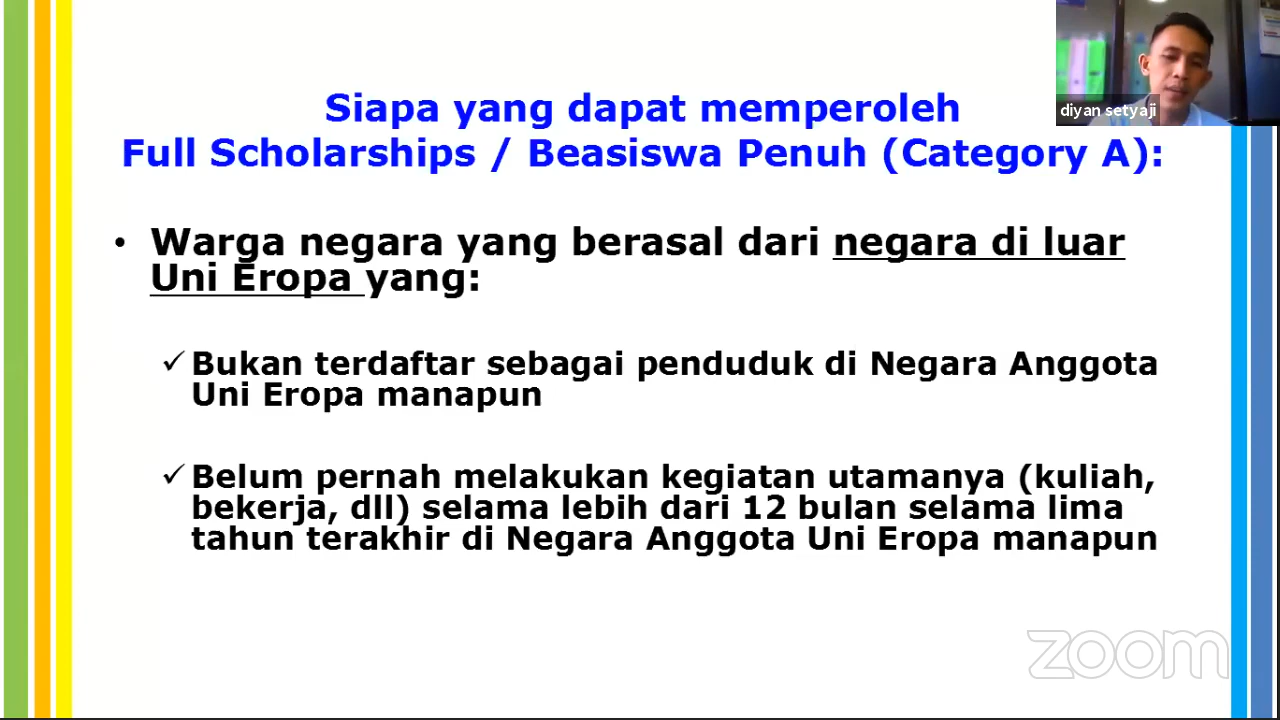 Siapa yang dapat memperoleh
Full Scholarships / Beasiswa Penuh (Category A):
diyan setyaji
• Warga negara yang berasal dari negara di luar
Uni Eropa yang:
✓ Bukan terdaftar sebagai penduduk di Negara Anggota
Uni Eropa manapun
✓ Belum pernah melakukan kegiatan utamanya (kuliah,
bekerja, dll) selama lebih dari 12 bulan selama lima
tahun terakhir di Negara Anggota Uni Eropa manapun
zoom